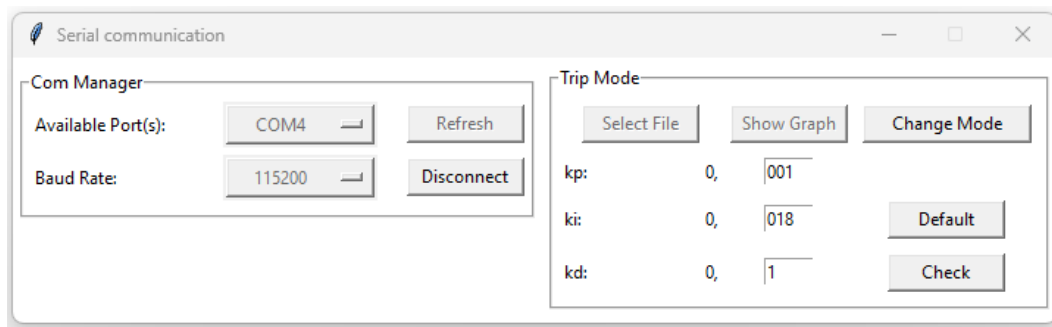 Serial communication
Com Manager
Available Port(s): COM4 Refresh
Baud Rate: 115200 Disconnect
Trip Mode
Select File Show Graph Change Mode
kp: 0, 001
ki: 0, 018 Default
kd: 0, 1 Check